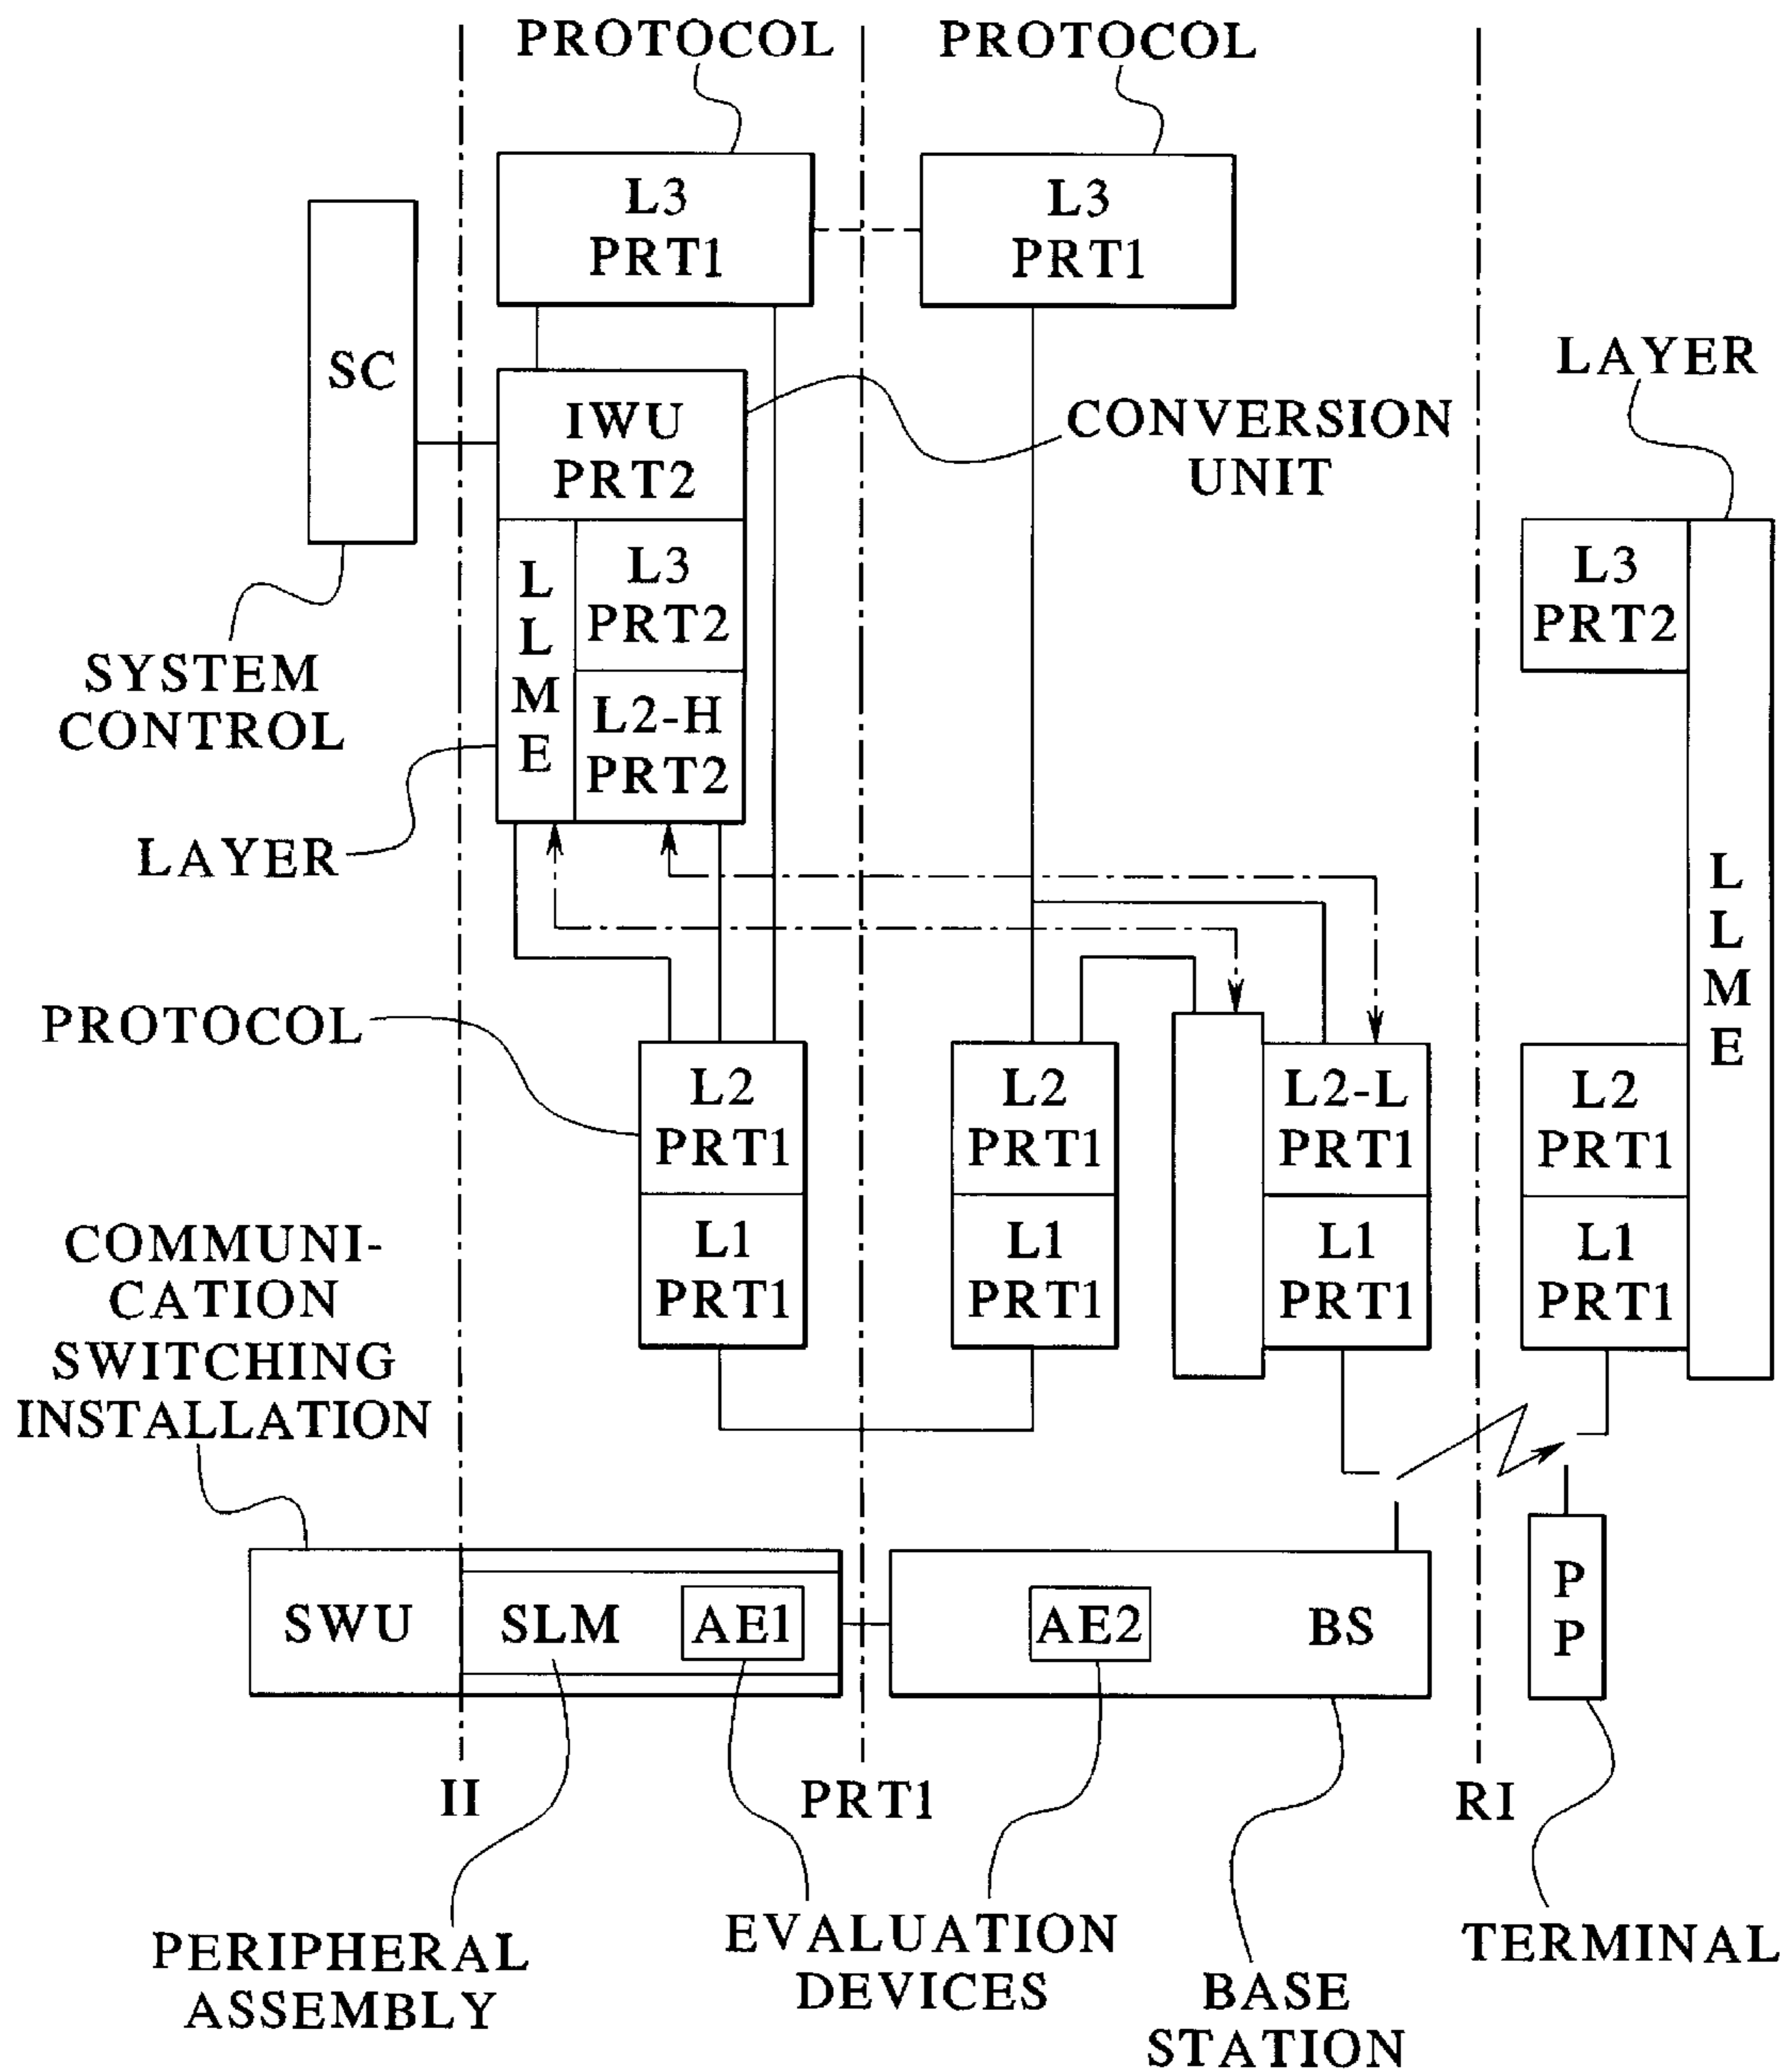 PROTOCOL
PROTOCOL
L3
PRT1
L3
PRT1
SC
IWU
PRT2
CONVERSION
UNIT
LAYER
L
L
M
E
L3
PRT2
L2-H
PRT2
L3
PRT2
SYSTEM
CONTROL
LAYER
L
L
M
E
PROTOCOL
L2
PRT1
L1
PRT1
L2
PRT1
L1
PRT1
L2-L
PRT1
L1
PRT1
L2
PRT1
L1
PRT1
COMMUNI-
CATION
SWITCHING
INSTALLATION
SWU
SLM
AE1
AE2
BS
P
P
II
PRT1
RI
PERIPHERAL
ASSEMBLY
EVALUATION
DEVICES
BASE
STATION
TERMINAL